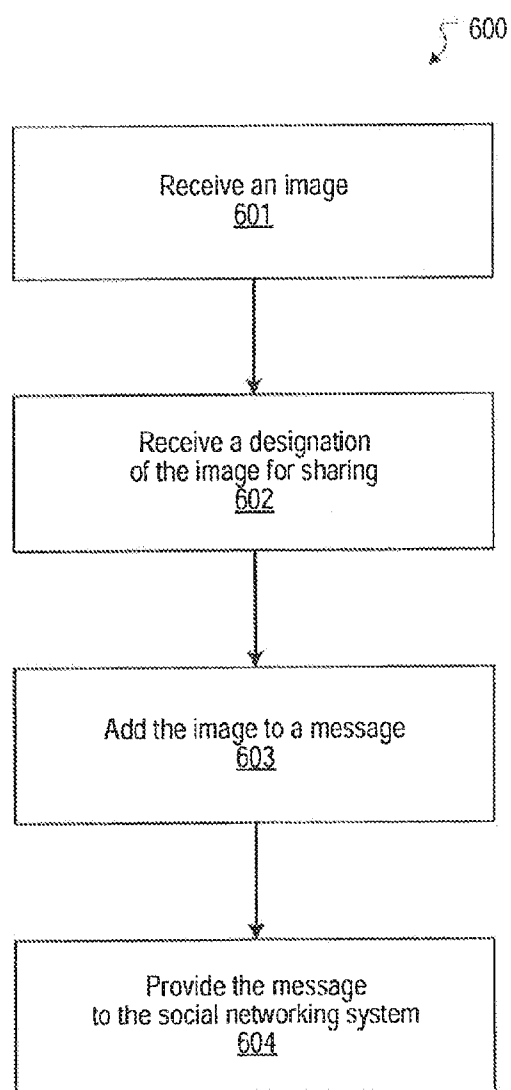 600
Receive an image
601
Receive a designation
of the image for sharing
602
Add the image to a message
603
Provide the message
to the social networking system
604